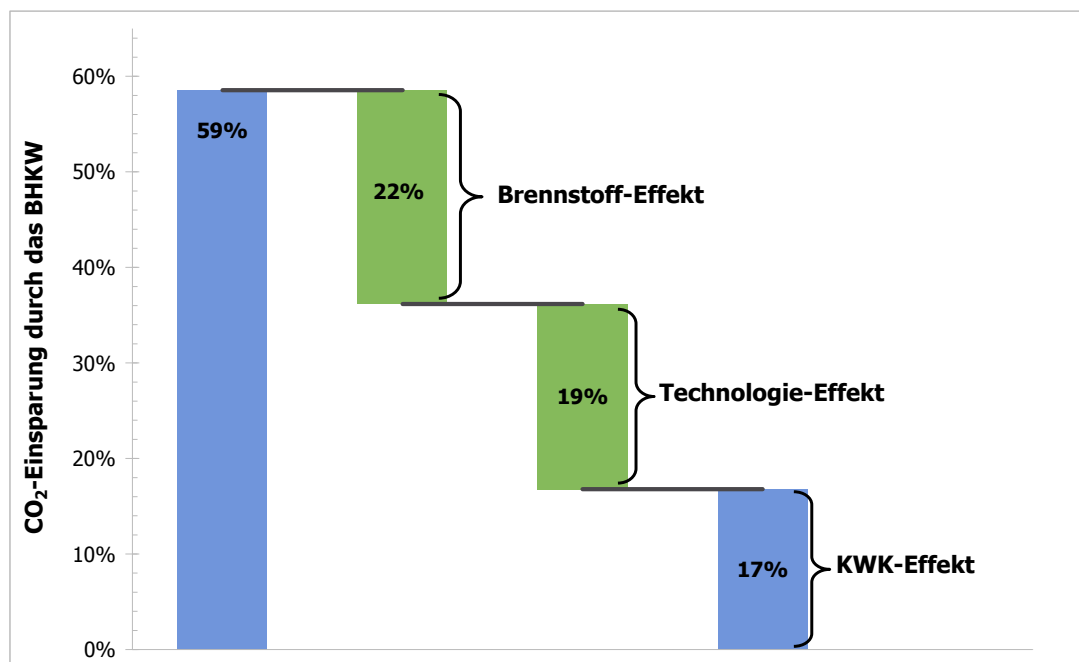 CO₂-Einsparung durch das BHKW
60%
50%
40%
30%
20%
10%
0%
59%
22%
Brennstoff-Effekt
19%
Technologie-Effekt
17%
KWK-Effekt